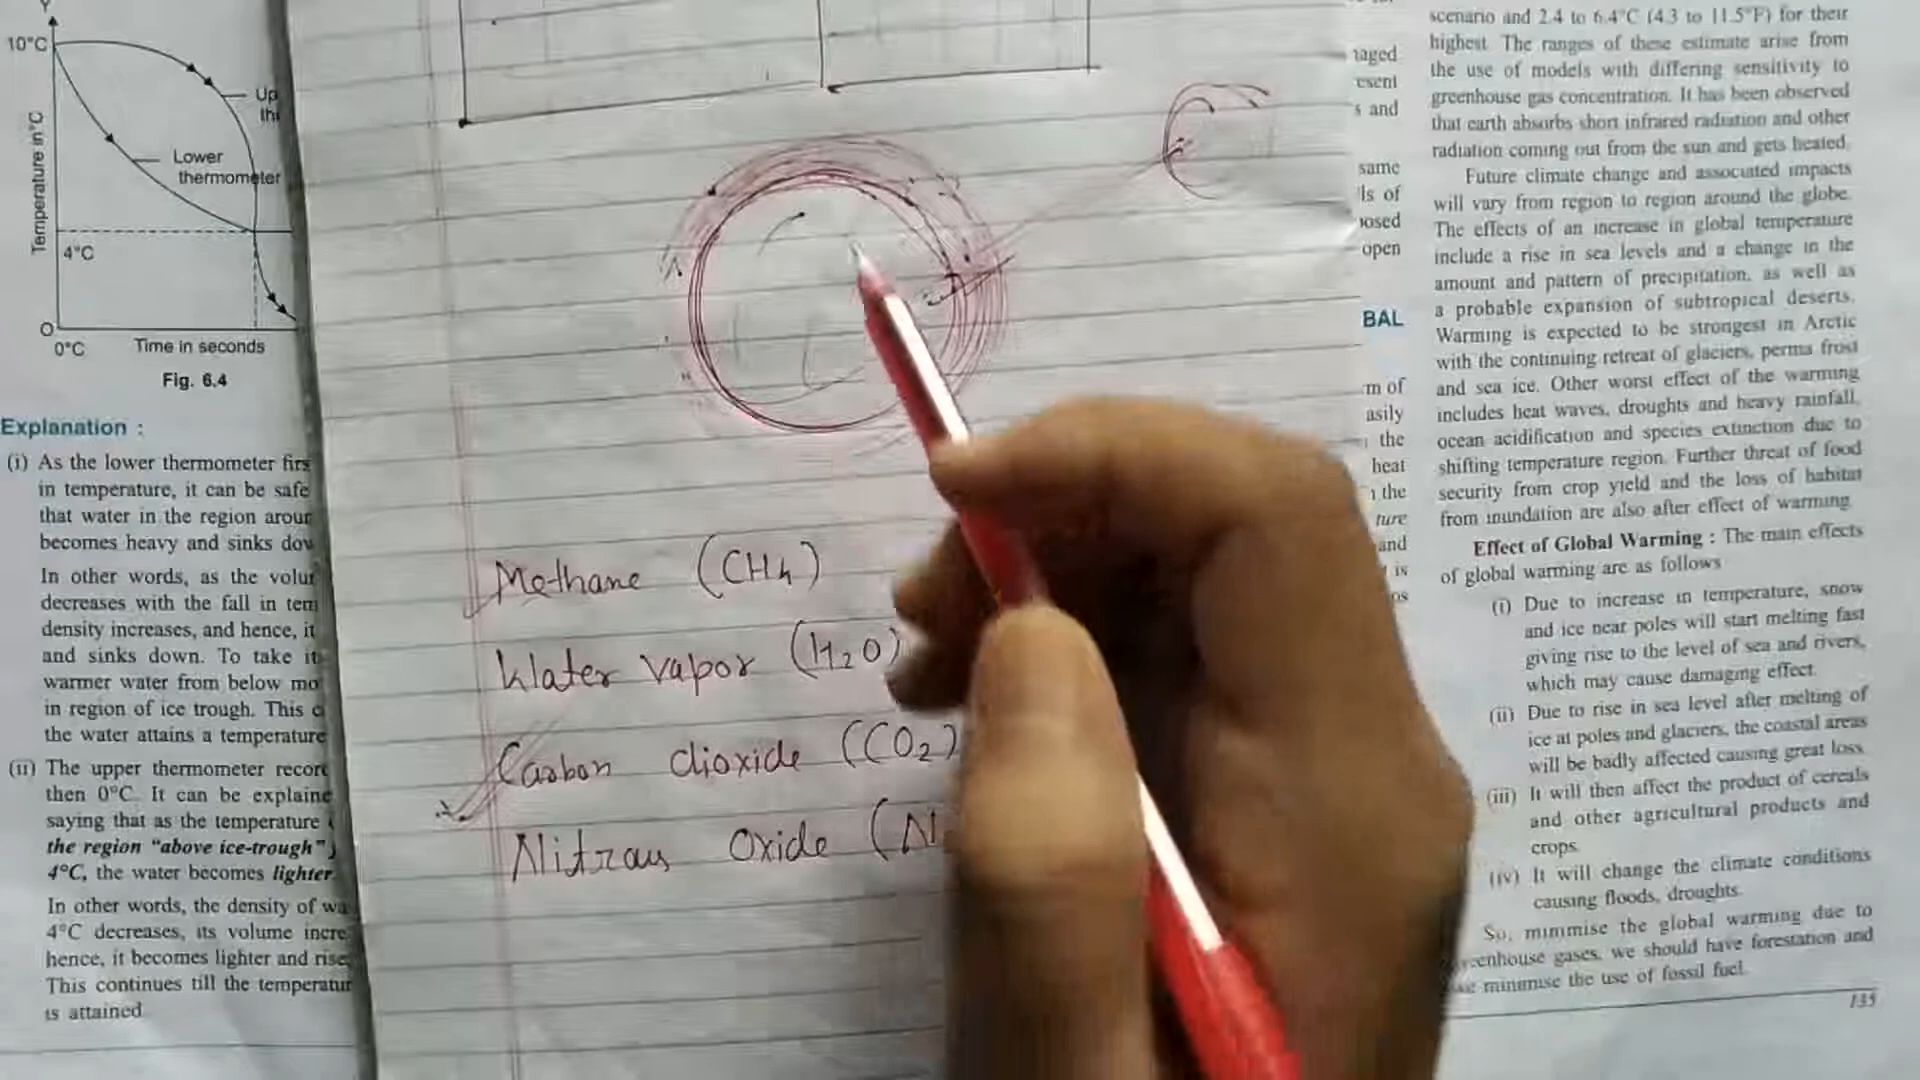 Y
10°C
Up
Lower
thermometer
Temperature in°C
4°C
O
0°C
Time in seconds
Fig. 6.4
Explanation :
(i) As the lower thermometer firs
in temperature, it can be safe
that water in the region arour
becomes heavy and sinks dov
In other words, as the volur
decreases with the fall in tem
density increases, and hence, it
and sinks down. To take it
warmer water from below mo
in region of ice trough. This
the water attains a temperature
(ii) The upper thermometer record
then 0°C. It can be explaine
saying that as the temperature
the region "above ice-trough"
4°C, the water becomes lighter.
In other words, the density of wa
4°C decreases, its volume incre
hence, it becomes lighter and rise
This continues till the temperatur
is attained
Methane (CH4)
Water vapor (H2O)
Carbon dioxide (CO2)
Nitrous Oxide (N
naged
esent
s and
same
ls of
posed
open
BAL
m of
asily
the
heat
the
ture
and
is
os
scenario and 2.4 to 6.4°C (4.3 to 11.5°F) for their
highest. The ranges of these estimate arise from
the use of models with differing sensitivity to
greenhouse gas concentration. It has been observed
that earth absorbs short infrared radiation and other
radiation coming out from the sun and gets heated.
Future climate change and associated impacts
will vary from region to region around the globe.
The effects of an increase in global temperature
include a rise in sea levels and a change in the
amount and pattern of precipitation, as well as
a probable expansion of subtropical deserts.
Warming is expected to be strongest in Arctic
with the continuing retreat of glaciers, perma frost
and sea ice. Other worst effect of the warming
includes heat waves, droughts and heavy rainfall,
ocean acidification and species extinction due to
shifting temperature region. Further threat of food
security from crop yield and the loss of habitat
from inundation are also after effect of warming.
Effect of Global Warming : The main effects
of global warming are as follows
(i) Due to increase in temperature, snow
and ice near poles will start melting fast
giving rise to the level of sea and rivers,
which may cause damaging effect.
(ii) Due to rise in sea level after melting of
ice at poles and glaciers, the coastal areas
will be badly affected causing great loss.
(iii) It will then affect the product of cereals
and other agricultural products and
crops.
(iv) It will change the climate conditions
causing floods, droughts.
So, minimise the global warming due to
greenhouse gases, we should have forestation and
minimise the use of fossil fuel.
135